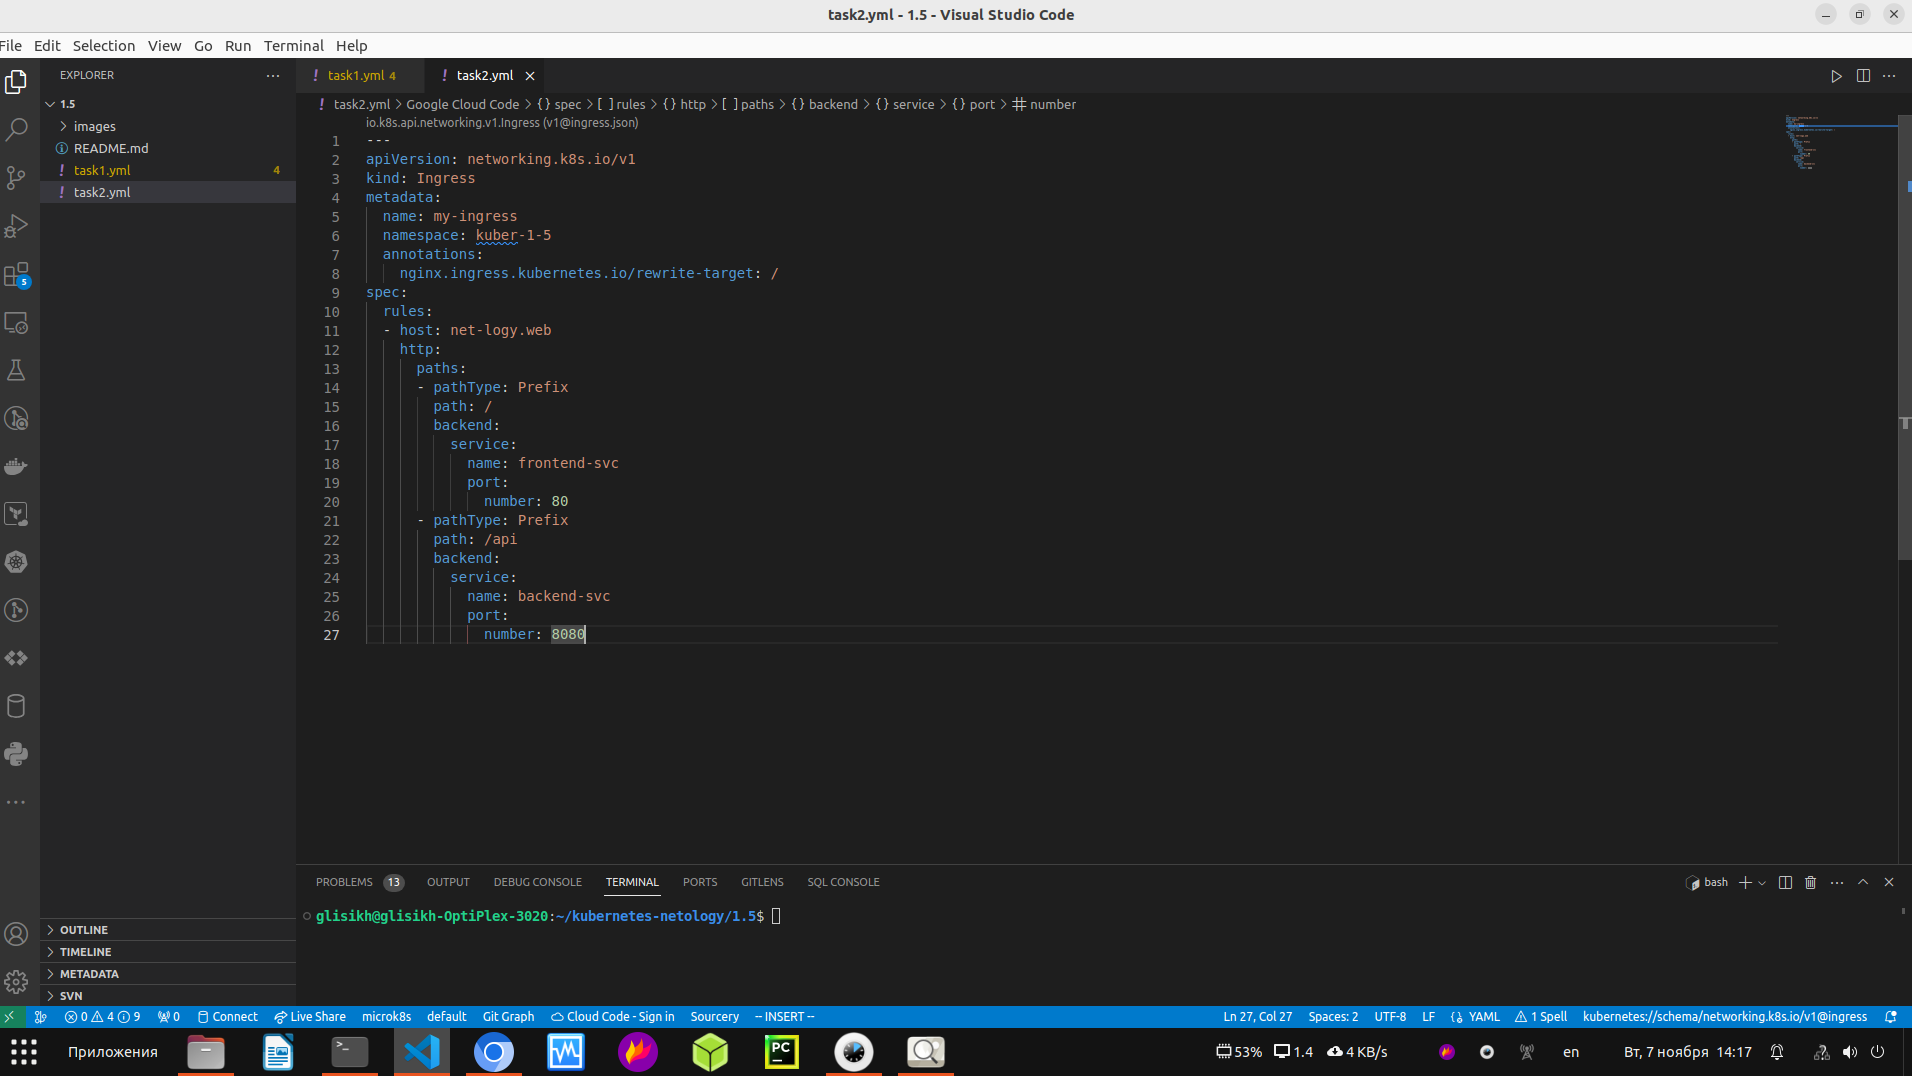 task2.yml - 1.5 - Visual Studio Code
File Edit Selection View Go Run Terminal Help
EXPLORER
1.5
images
README.md
! task1.yml 4
! task2.yml
! task1.yml 4 ! task2.yml
! task2.yml > Google Cloud Code > {} spec > [ ] rules > {} http > [ ] paths > {} backend > {} service > {} port > # number
io.k8s.api.networking.v1.Ingress (v1@ingress.json)
1 ---
2 apiVersion: networking.k8s.io/v1
3 kind: Ingress
4 metadata:
5 name: my-ingress
6 namespace: kuber-1-5
7 annotations:
8 nginx.ingress.kubernetes.io/rewrite-target: /
9 spec:
10 rules:
11 - host: net-logy.web
12 http:
13 paths:
14 - pathType: Prefix
15 path: /
16 backend:
17 service:
18 name: frontend-svc
19 port:
20 number: 80
21 - pathType: Prefix
22 path: /api
23 backend:
24 service:
25 name: backend-svc
26 port:
27 number: 8080
5
OUTLINE
TIMELINE
METADATA
SVN
PROBLEMS 13 OUTPUT DEBUG CONSOLE TERMINAL PORTS GITLENS SQL CONSOLE
bash
glisikh@glisikh-OptiPlex-3020:~/kubernetes-netology/1.5$
0 4 9 0 Connect Live Share microk8s default Git Graph Cloud Code - Sign in Sourcery -- INSERT --
Ln 27, Col 27 Spaces: 2 UTF-8 LF {} YAML 1 Spell kubernetes://schema/networking.k8s.io/v1@ingress
Приложения
>_
PC
53% 1.4 4 KB/s en Вт, 7 ноября 14:17